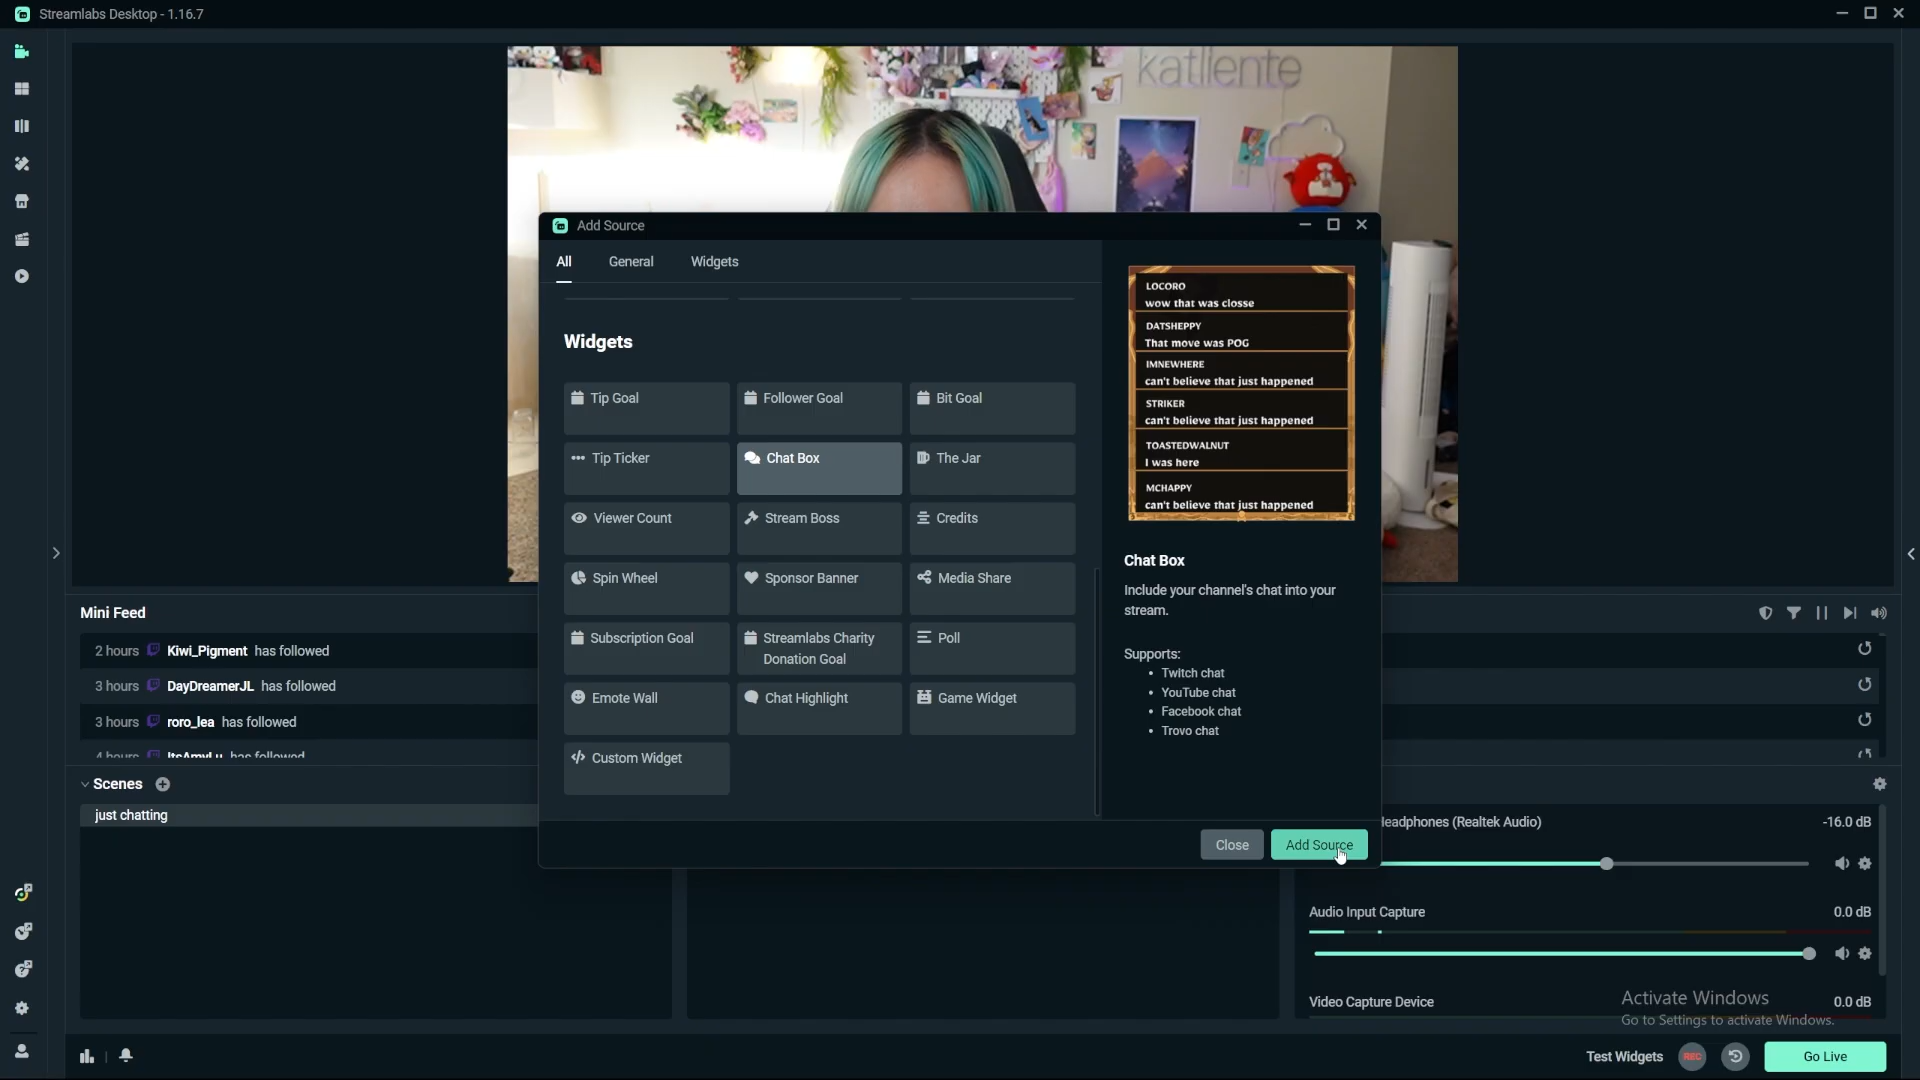 Streamlabs Desktop - 1.16.7
katliente
Add Source
All
General
Widgets
Widgets
Tip Goal
Follower Goal
Bit Goal
Tip Ticker
Chat Box
The Jar
Viewer Count
Stream Boss
Credits
Spin Wheel
Sponsor Banner
Media Share
Subscription Goal
Streamlabs Charity
Donation Goal
Poll
Emote Wall
Chat Highlight
Game Widget
Custom Widget
LOCORO
wow that was closse
DATSHEPPY
That move was POG
IMNEWHERE
can't believe that just happened
STRIKER
can't believe that just happened
TOASTEDWALNUT
I was here
MCHAPPY
can't believe that just happened
Chat Box
Include your channel's chat into your
stream.
Supports:
• Twitch chat
• YouTube chat
• Facebook chat
• Trovo chat
Close
Add Source
Mini Feed
2 hours Kiwi_Pigment has followed
3 hours DayDreamerJL has followed
3 hours roro_lea has followed
4 hours ItsAmyLu has followed
Scenes
just chatting
eadphones (Realtek Audio)
-16.0 dB
Audio Input Capture
0.0 dB
Video Capture Device
0.0 dB
Activate Windows
Go to Settings to activate Windows.
Test Widgets
REC
Go Live